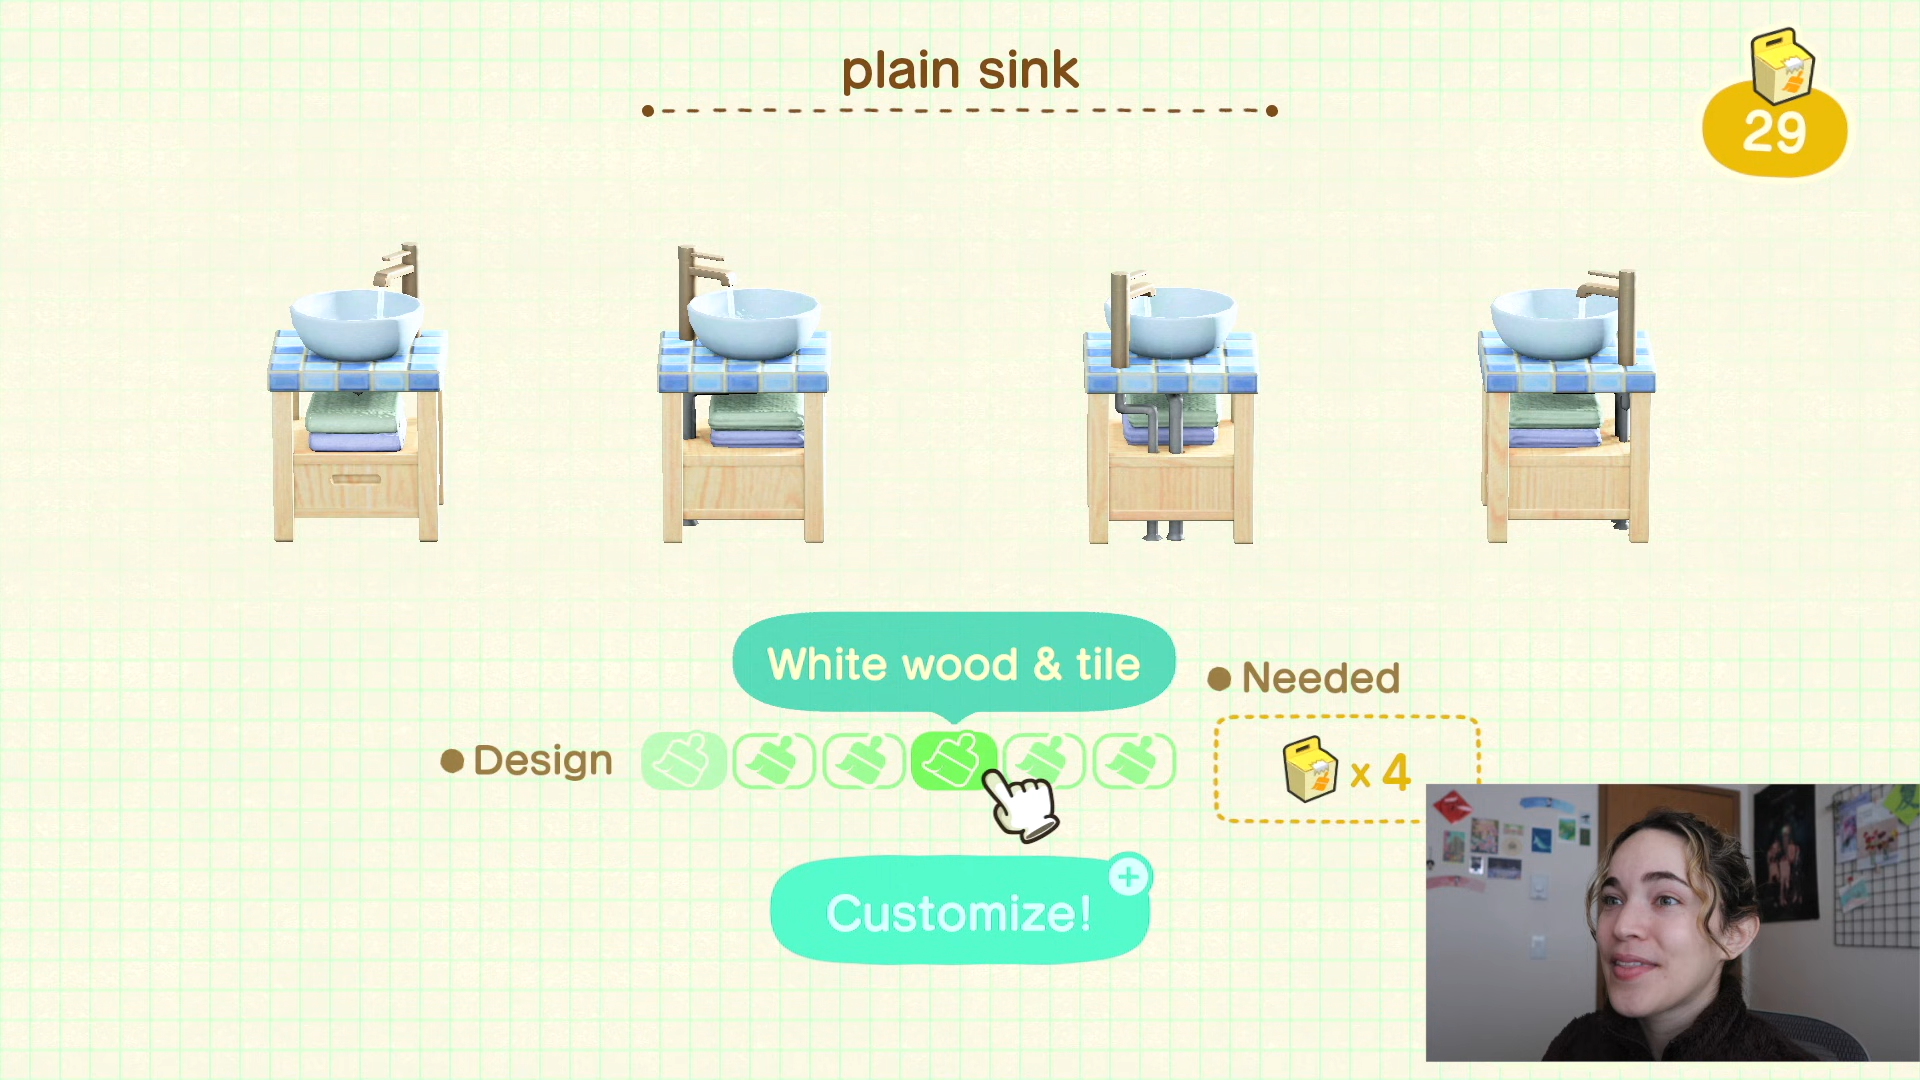 plain sink
29
White wood & tile
Needed
Design
x 4
Customize!